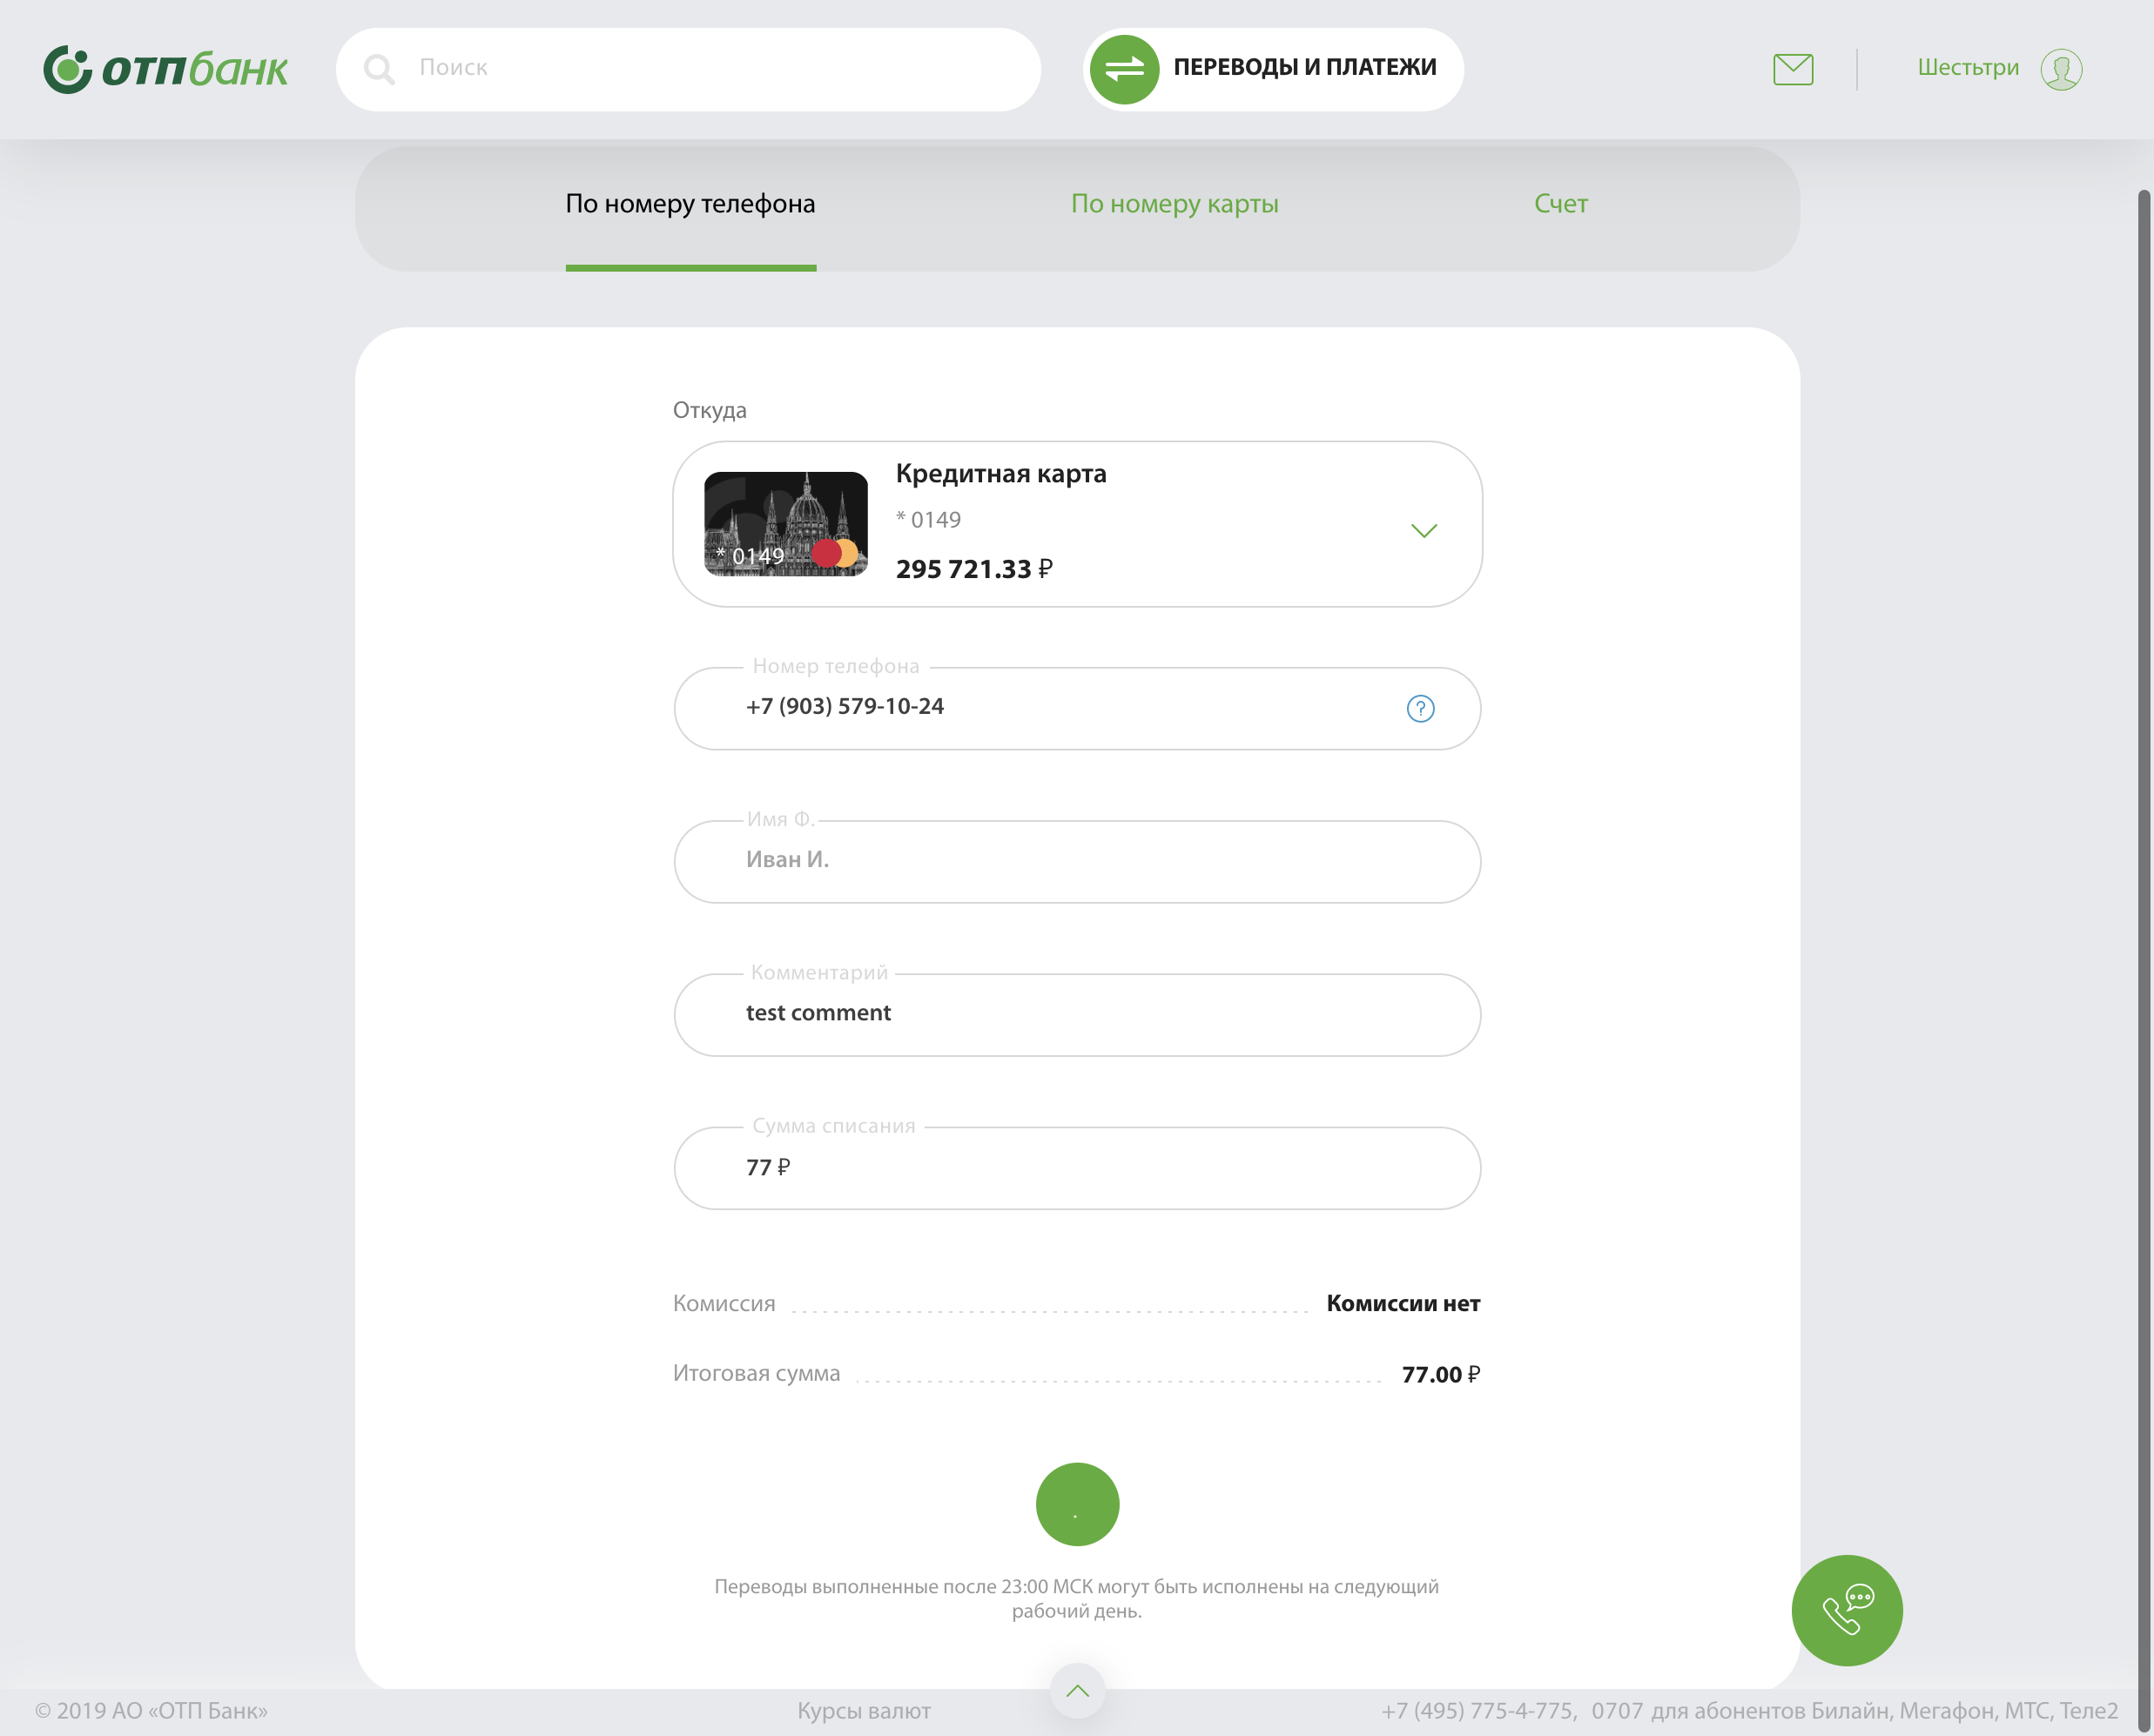 отпбанк
Поиск
ПЕРЕВОДЫ И ПЛАТЕЖИ
Шестьтри
По номеру телефона
По номеру карты
Счет
Откуда
Кредитная карта
* 0149
* 0149
295 721.33 ₽
Номер телефона
+7 (903) 579-10-24
?
Имя Ф.
Иван И.
Комментарий
test comment
Сумма списания
77 ₽
Комиссия
Комиссии нет
Итоговая сумма
77.00 ₽
Переводы выполненные после 23:00 МСК могут быть исполнены на следующий
рабочий день.
© 2019 АО «ОТП Банк»
Курсы валют
+7 (495) 775-4-775, 0707 для абонентов Билайн, Мегафон, МТС, Теле2